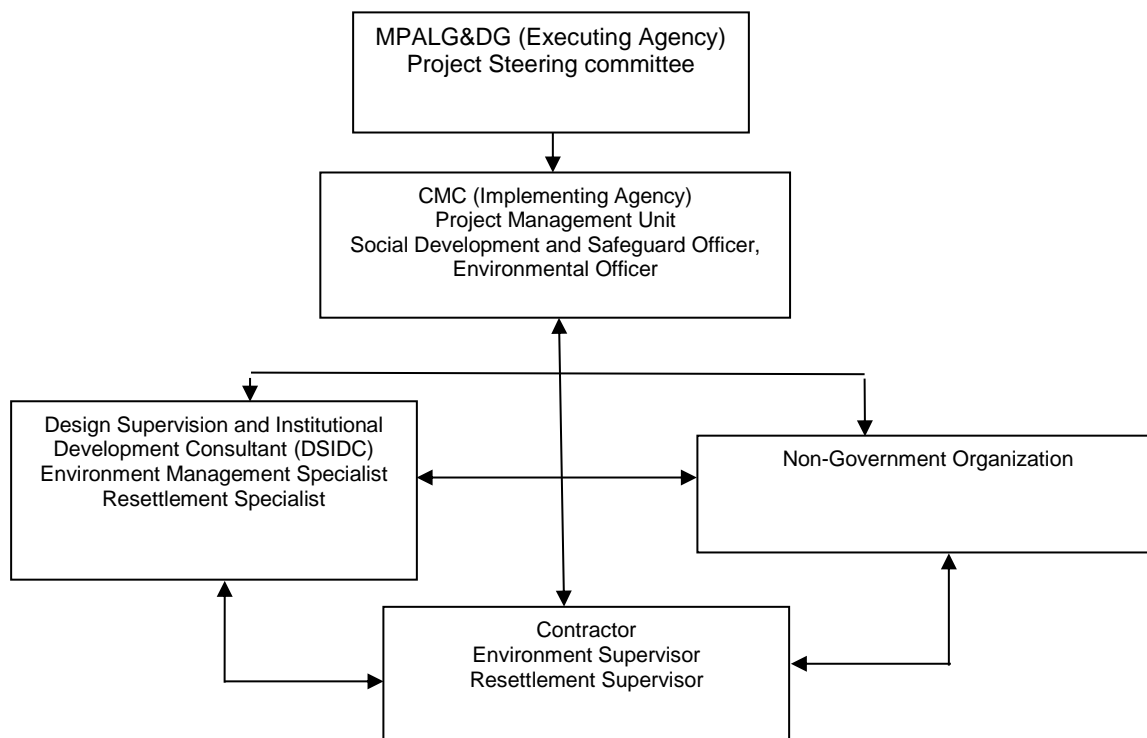 MPALG&DG (Executing Agency)
Project Steering committee
CMC (Implementing Agency)
Project Management Unit
Social Development and Safeguard Officer,
Environmental Officer
Design Supervision and Institutional
Development Consultant (DSIDC)
Environment Management Specialist
Resettlement Specialist
Non-Government Organization
Contractor
Environment Supervisor
Resettlement Supervisor